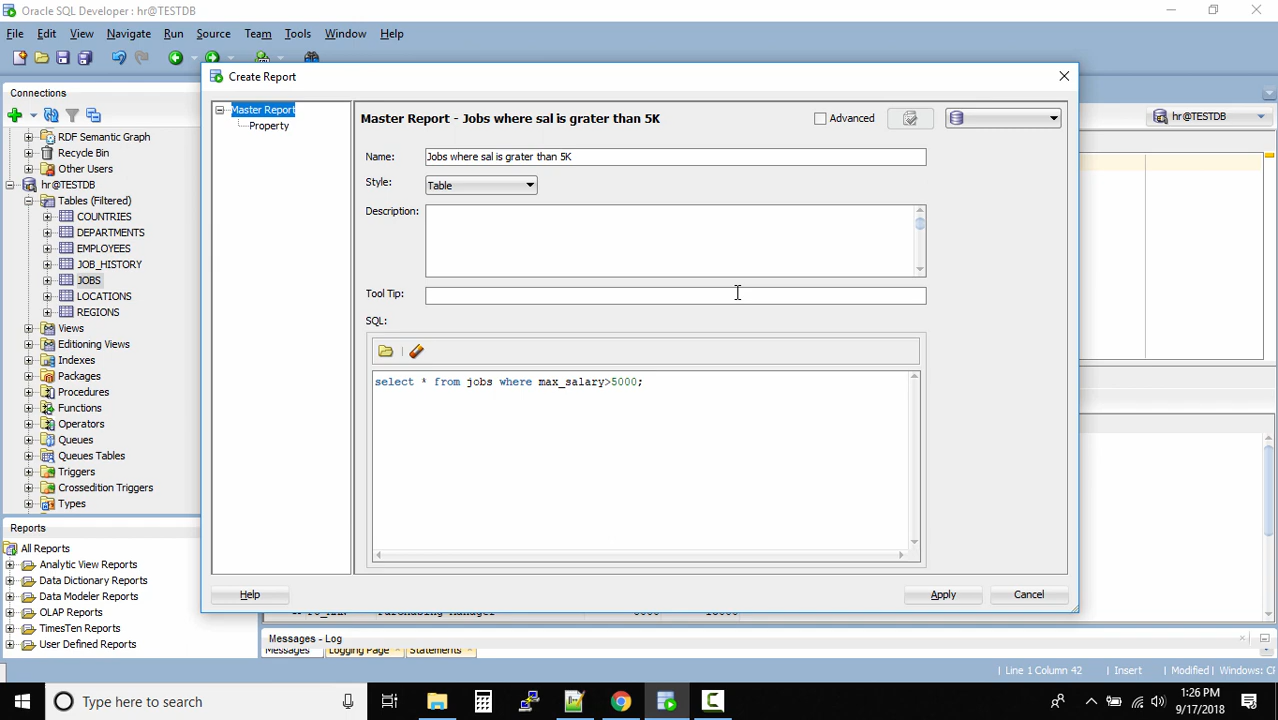 Oracle SQL Developer : hr@TESTDB
File Edit View Navigate Run Source Team Tools Window Help
Connections
RDF Semantic Graph
Recycle Bin
Other Users
hr@TESTDB
Tables (Filtered)
COUNTRIES
DEPARTMENTS
EMPLOYEES
JOB_HISTORY
JOBS
LOCATIONS
REGIONS
Views
Editioning Views
Indexes
Packages
Procedures
Functions
Operators
Queues
Queues Tables
Triggers
Crossedition Triggers
Types
Reports
All Reports
Analytic View Reports
Data Dictionary Reports
Data Modeler Reports
OLAP Reports
TimesTen Reports
User Defined Reports
Create Report
Master Report
Property
Master Report - Jobs where sal is grater than 5K
Advanced
Name: Jobs where sal is grater than 5K
Style: Table
Description:
Tool Tip:
SQL:
select * from jobs where max_salary>5000;
Help Apply Cancel
hr@TESTDB
Purchasing Manager
Messages - Log
Messages Logging Page Statements
Line 1 Column 42 Insert Modified Windows: CF
Type here to search
1:26 PM
9/17/2018